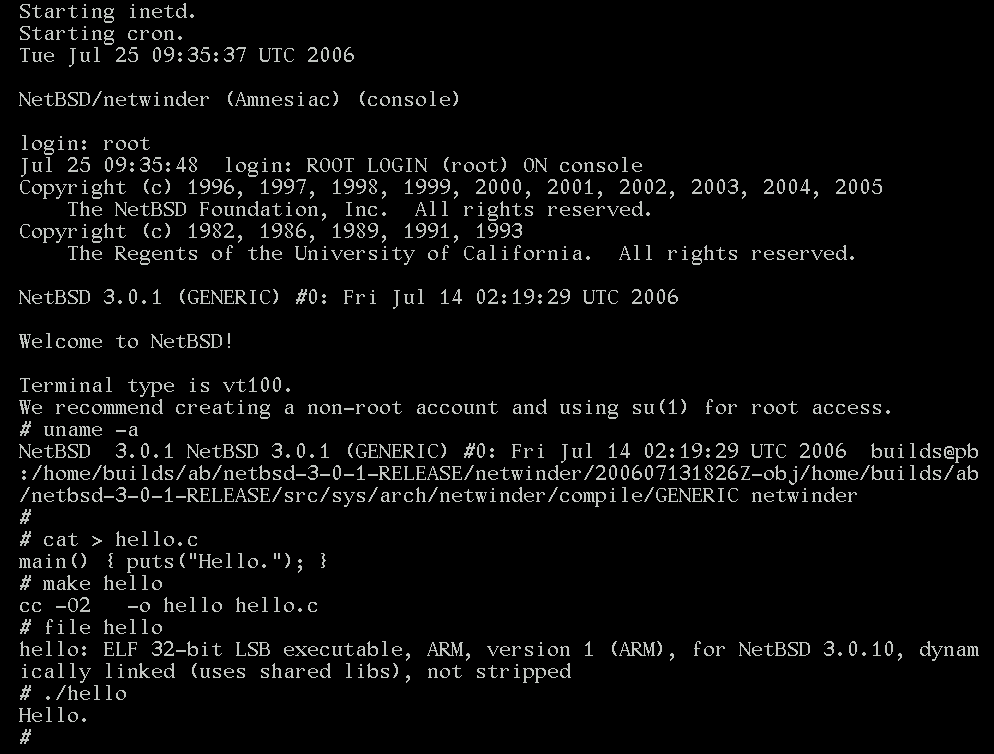 Starting inetd.
Starting cron.
Tue Jul 25 09:35:37 UTC 2006
NetBSD/netwinder (Amnesiac) (console)
login: root
Jul 25 09:35:48  login: ROOT LOGIN (root) ON console
Copyright (c) 1996, 1997, 1998, 1999, 2000, 2001, 2002, 2003, 2004, 2005
    The NetBSD Foundation, Inc.  All rights reserved.
Copyright (c) 1982, 1986, 1989, 1991, 1993
    The Regents of the University of California.  All rights reserved.
NetBSD 3.0.1 (GENERIC) #0: Fri Jul 14 02:19:29 UTC 2006
Welcome to NetBSD!
Terminal type is vt100.
We recommend creating a non-root account and using su(1) for root access.
# uname -a
NetBSD  3.0.1 NetBSD 3.0.1 (GENERIC) #0: Fri Jul 14 02:19:29 UTC 2006  builds@pb
:/home/builds/ab/netbsd-3-0-1-RELEASE/netwinder/200607131826Z-obj/home/builds/ab
/netbsd-3-0-1-RELEASE/src/sys/arch/netwinder/compile/GENERIC netwinder
#
# cat > hello.c
main() { puts("Hello."); }
# make hello
cc -O2   -o hello hello.c
# file hello
hello: ELF 32-bit LSB executable, ARM, version 1 (ARM), for NetBSD 3.0.10, dynam
ically linked (uses shared libs), not stripped
# ./hello
Hello.
#